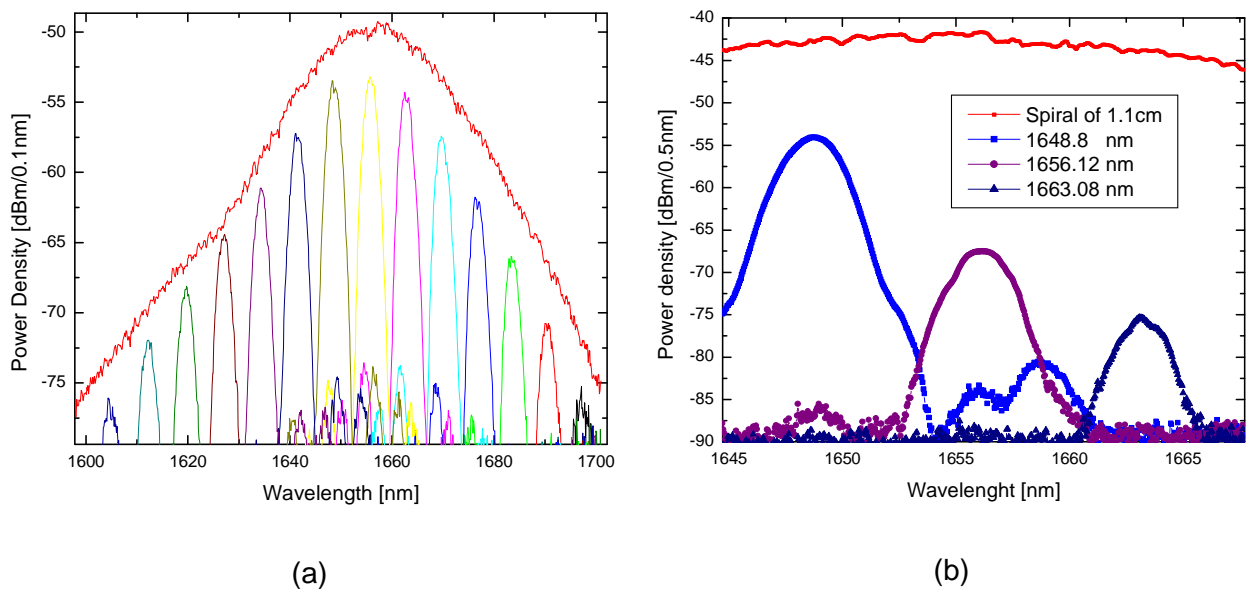 -50
-55
-60
-65
-70
-75
Power Density [dBm/0.1nm]
1600 1620 1640 1660 1680 1700
Wavelength [nm]
(a)
-40
-45
-50
-55
-60
-65
-70
-75
-80
-85
-90
Power density [dBm/0.5nm]
Spiral of 1.1cm
1648.8 nm
1656.12 nm
1663.08 nm
1645 1650 1655 1660 1665
Wavelenght [nm]
(b)